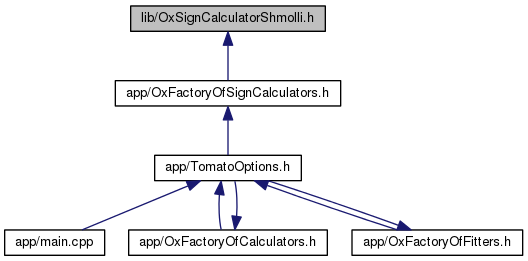 lib/OxSignCalculatorShmolli.h
app/OxFactoryOfSignCalculators.h
app/TomatoOptions.h
app/main.cpp
app/OxFactoryOfCalculators.h
app/OxFactoryOfFitters.h